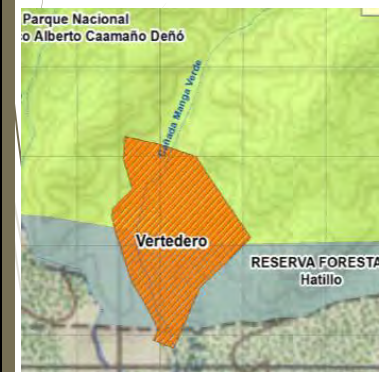 Parque Nacional
o Alberto Caamaño Deñó
Cañada Manga Verde
Vertedero
RESERVA FORESTA
Hatillo